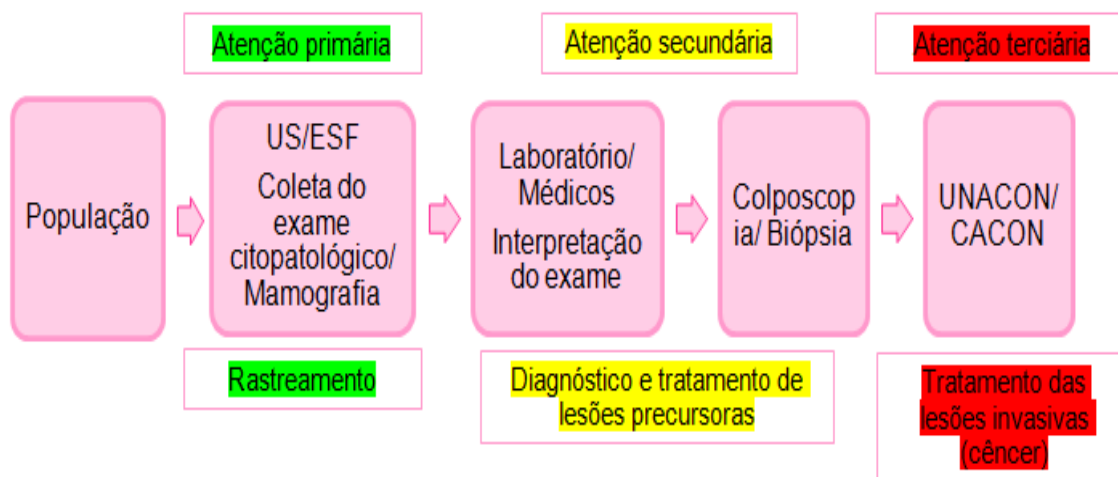 Atenção primária
Atenção secundária
Atenção terciária
População
US/ESF
Coleta do
exame
citopatológico/
Mamografia
Laboratório/
Médicos
Interpretação
do exame
Colposcop
ia/ Biópsia
UNACON/
CACON
Rastreamento
Diagnóstico e tratamento de
lesões precursoras
Tratamento das
lesões invasivas
(cêncer)